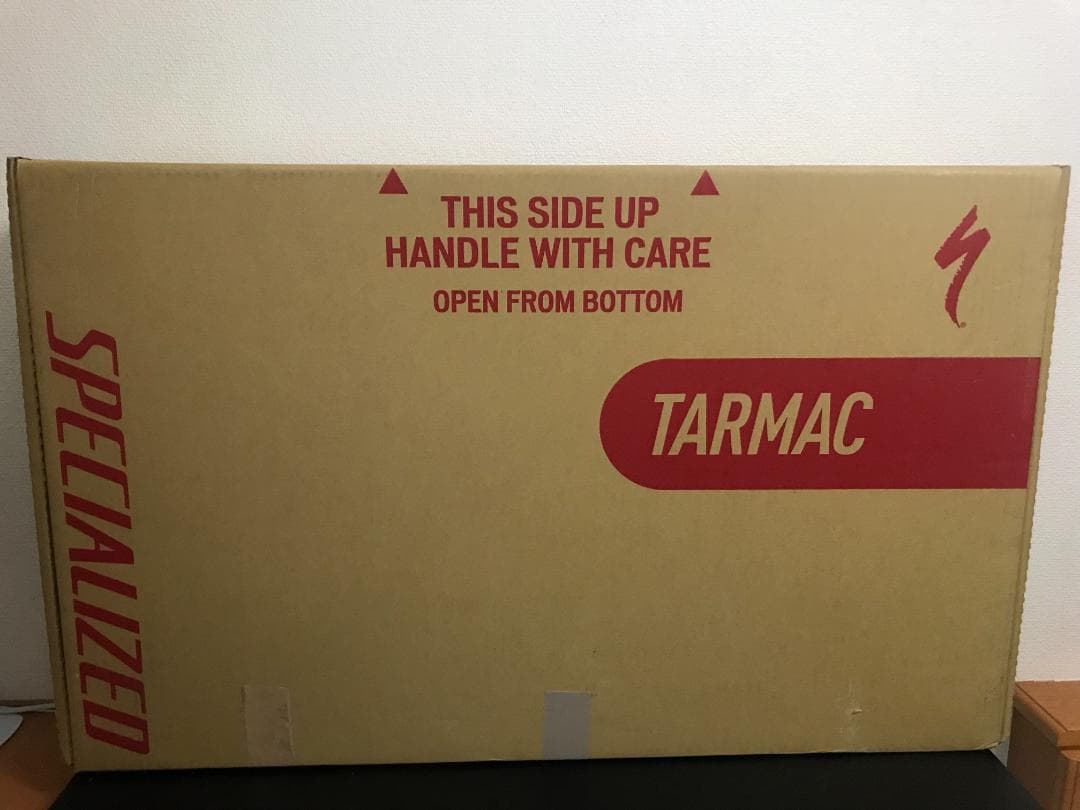 THIS SIDE UP
HANDLE WITH CARE
OPEN FROM BOTTOM
TARMAC
SPECIALIZED